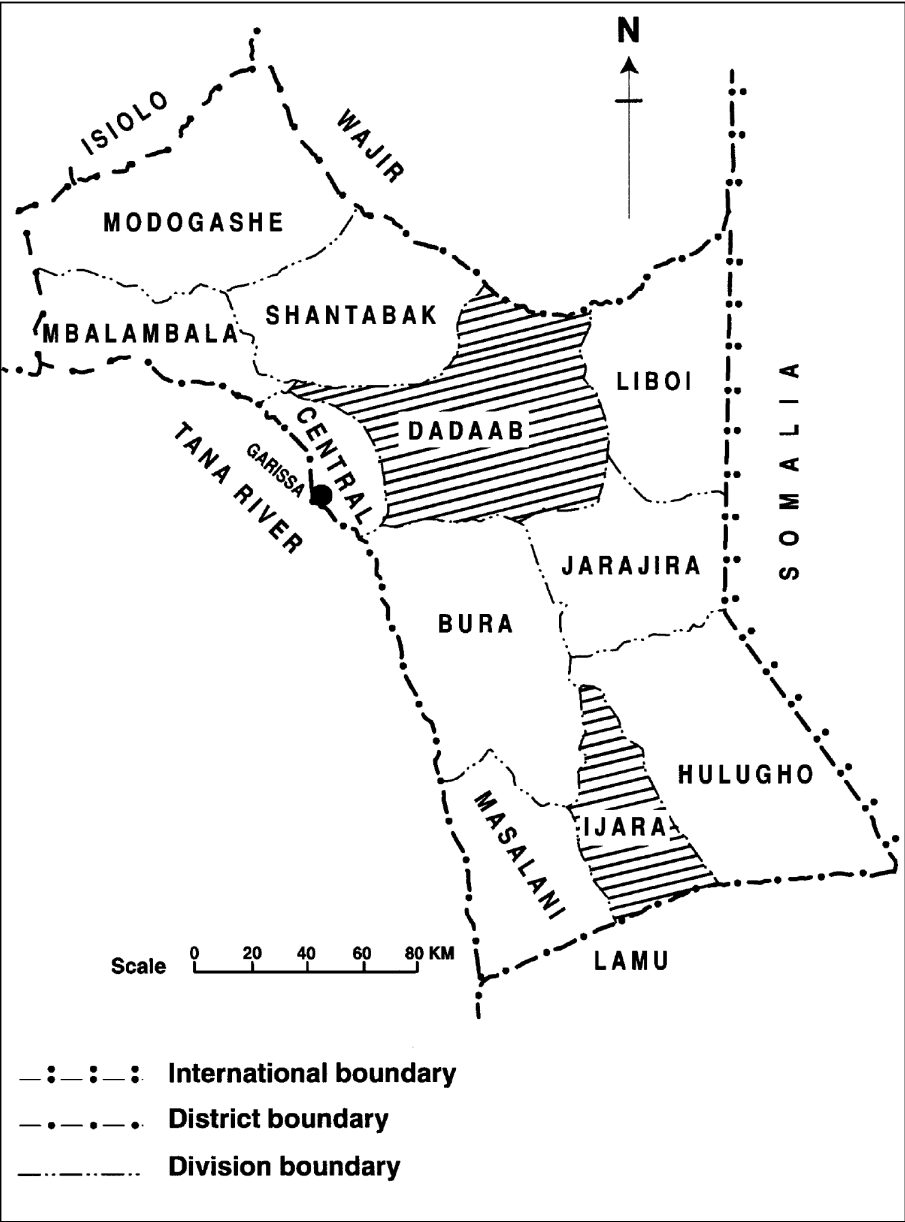 N
ISIOLO
WAJIR
MODOGASHE
SHANTABAK
MBALAMBALA
LIBOI
SOMALIA
DADAAB
CENTRAL
GARISSA
TANA RIVER
JARAJIRA
BURA
HULUGHO
MASALANI
IJARA
LAMU
Scale 0 20 40 60 80 KM
International boundary
District boundary
Division boundary